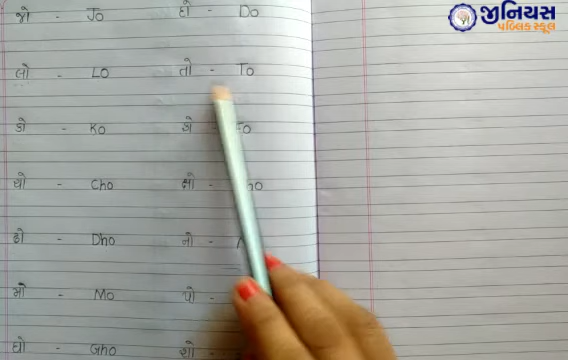 જીનિયસ
પબ્લિક સ્કૂલ
જો - Jo દો - Do
લો - Lo તો - To
કો - Ko
Cho
Dho નો -
મો - Mo પો -
ઘો - Gho શો